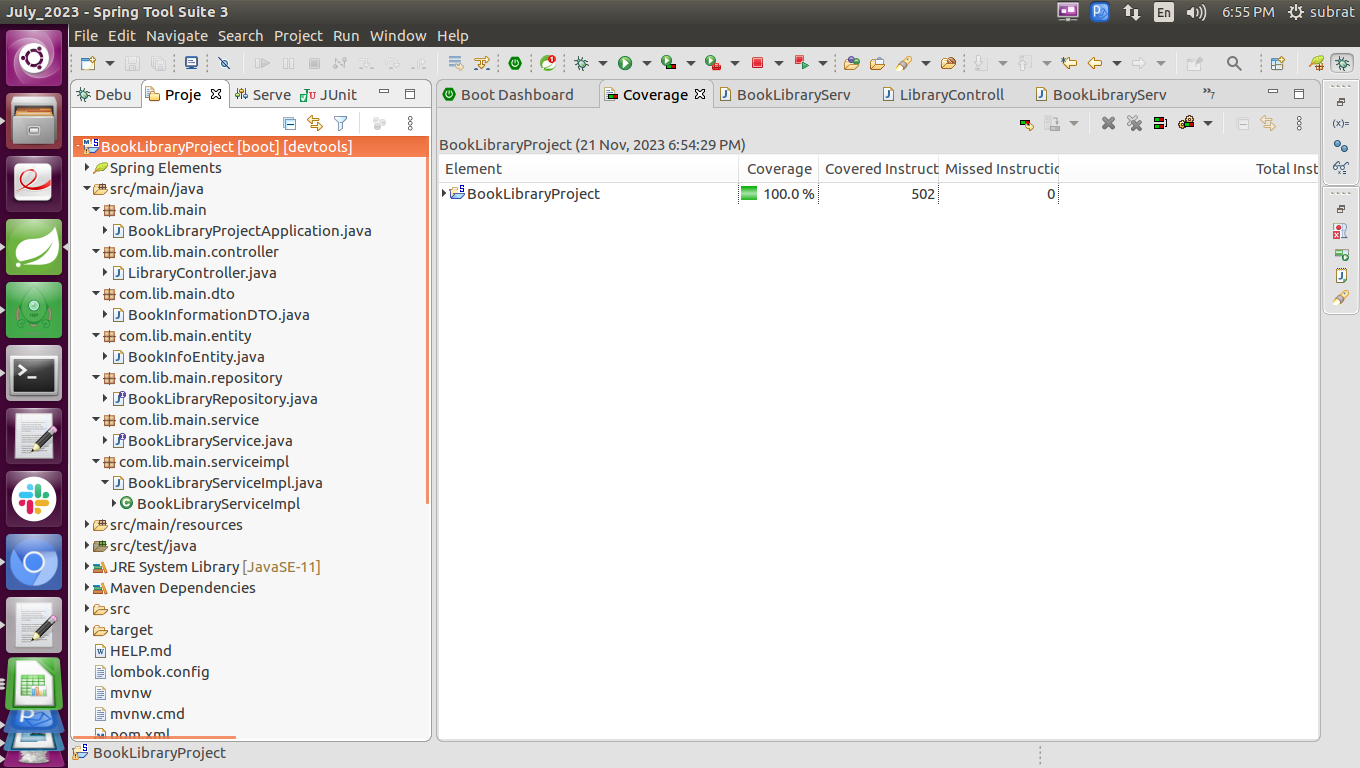 July_2023 - Spring Tool Suite 3
En
6:55 PM
subrat
File Edit Navigate Search Project Run Window Help
Debu
Proje
Serve
JUnit
Boot Dashboard
Coverage
BookLibraryServ
LibraryControll
BookLibraryServ
»7
BookLibraryProject [boot] [devtools]
Spring Elements
src/main/java
com.lib.main
BookLibraryProjectApplication.java
com.lib.main.controller
LibraryController.java
com.lib.main.dto
BookInformationDTO.java
com.lib.main.entity
BookInfoEntity.java
com.lib.main.repository
BookLibraryRepository.java
com.lib.main.service
BookLibraryService.java
com.lib.main.serviceimpl
BookLibraryServiceImpl.java
BookLibraryServiceImpl
src/main/resources
src/test/java
JRE System Library [JavaSE-11]
Maven Dependencies
src
target
HELP.md
lombok.config
mvnw
mvnw.cmd
pom.xml
BookLibraryProject (21 Nov, 2023 6:54:29 PM)
Element Coverage Covered Instruct Missed Instructio Total Inst
BookLibraryProject 100.0 % 502 0
(x)=
BookLibraryProject